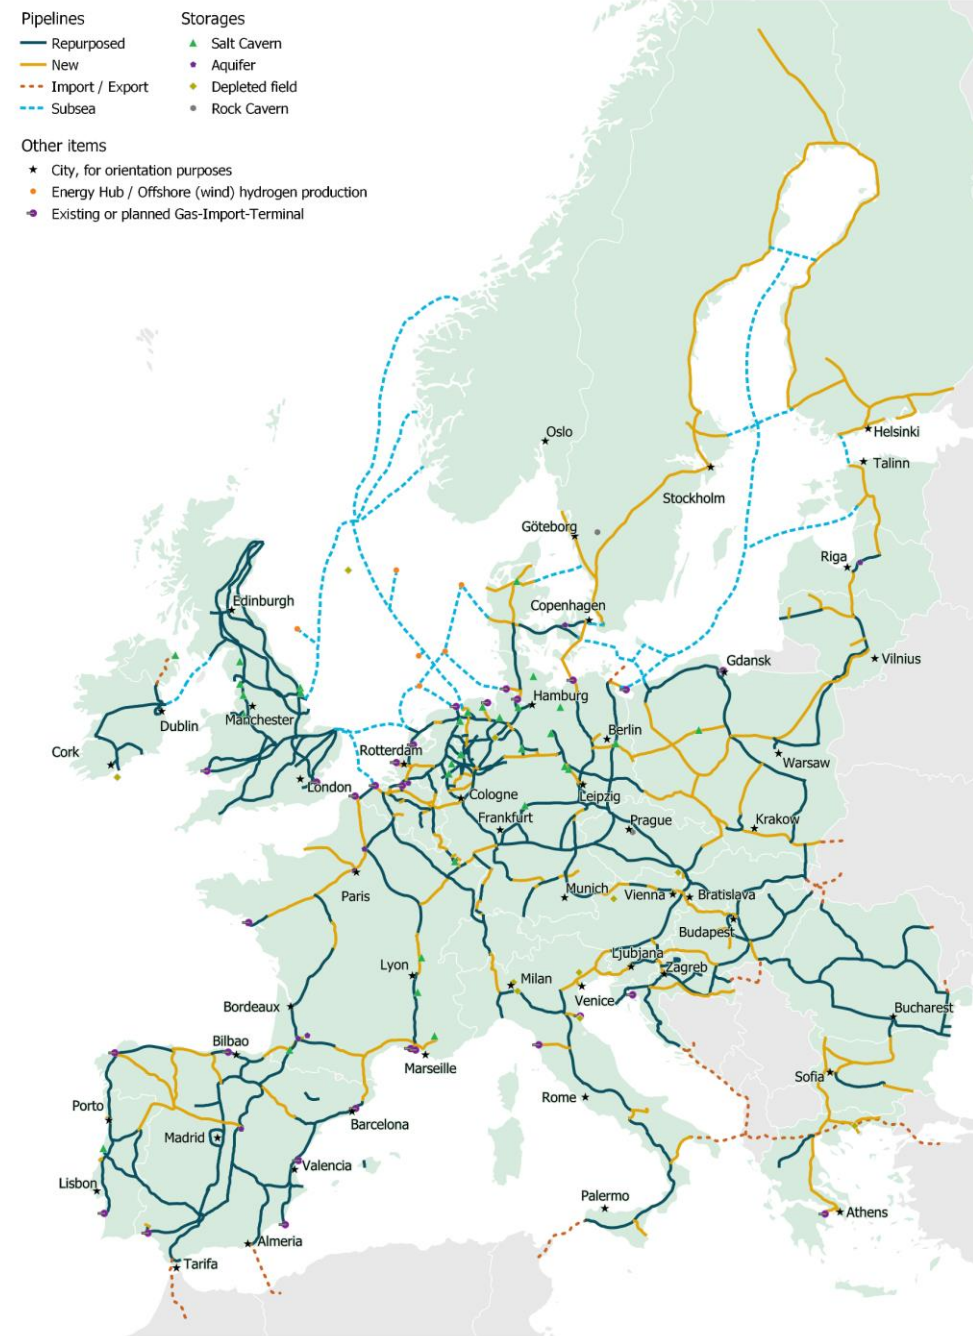 Pipelines
Repurposed
New
Import / Export
Subsea
Storages
Salt Cavern
Aquifer
Depleted field
Rock Cavern
Other items
City, for orientation purposes
Energy Hub / Offshore (wind) hydrogen production
Existing or planned Gas-Import-Terminal
Oslo
Helsinki
Talinn
Stockholm
Göteborg
Riga
Edinburgh
Copenhagen
Vilnius
Gdansk
Hamburg
Dublin
Manchester
Berlin
Cork
Rotterdam
Warsaw
London
Cologne
Leipzig
Frankfurt
Prague
Krakow
Paris
Munich
Vienna
Bratislava
Budapest
Ljubjana
Lyon
Zagreb
Milan
Venice
Bordeaux
Bucharest
Bilbao
Marseille
Sofia
Rome
Porto
Barcelona
Madrid
Valencia
Lisbon
Palermo
Athens
Almeria
Tarifa